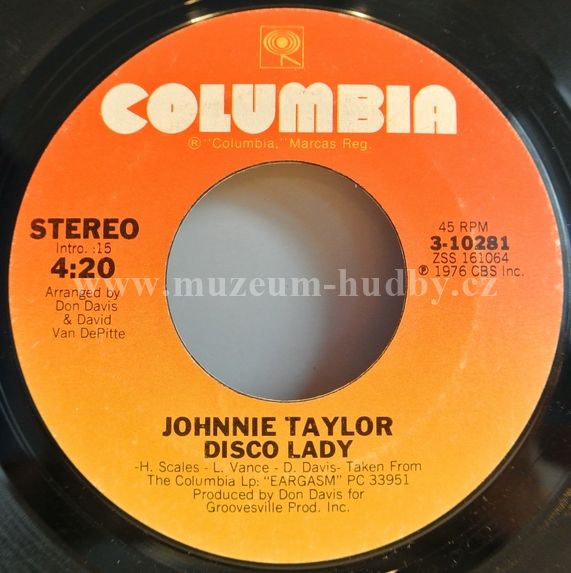 COLUMBIA
® "Columbia," Marcas Reg.
STEREO
Intro. :15
4:20
Arranged by
Don Davis
& David
Van DePitte
45 RPM
3-10281
ZSS 161064
℗ 1976 CBS Inc.
www.muzeum-hudby.cz
JOHNNIE TAYLOR
DISCO LADY
-H. Scales - L. Vance - D. Davis- Taken From
The Columbia Lp: "EARGASM" PC 33951
Produced by Don Davis for
Groovesville Prod. Inc.